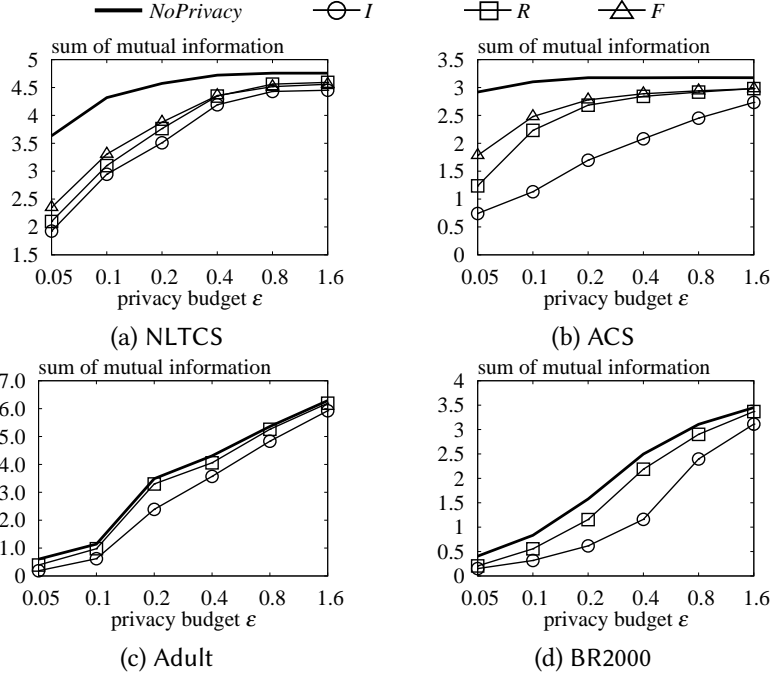 NoPrivacy I R F
sum of mutual information
5
4.5
4
3.5
3
2.5
2
1.5
0.05 0.1 0.2 0.4 0.8 1.6
privacy budget ε
(a) NLTCS
sum of mutual information
3.5
3
2.5
2
1.5
1
0.5
0
0.05 0.1 0.2 0.4 0.8 1.6
privacy budget ε
(b) ACS
sum of mutual information
7.0
6.0
5.0
4.0
3.0
2.0
1.0
0
0.05 0.1 0.2 0.4 0.8 1.6
privacy budget ε
(c) Adult
sum of mutual information
4
3.5
3
2.5
2
1.5
1
0.5
0
0.05 0.1 0.2 0.4 0.8 1.6
privacy budget ε
(d) BR2000